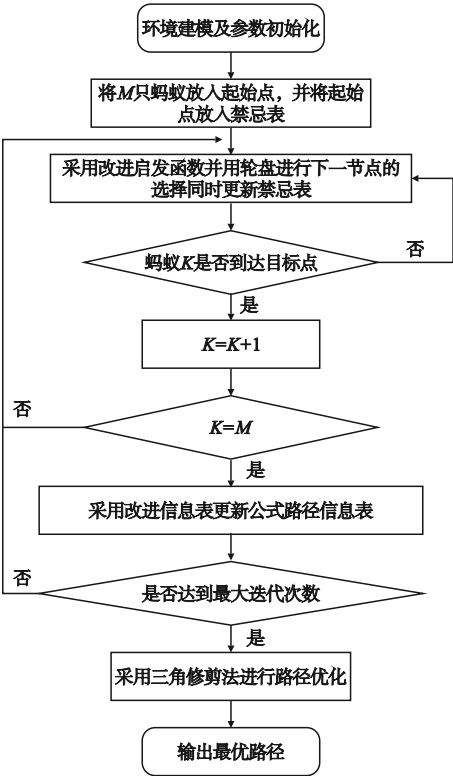 环境建模及参数初始化
将M只蚂蚁放入起始点，并将起始
点放入禁忌表
采用改进启发函数并用轮盘进行下一节点的
选择同时更新禁忌表
蚂蚁K是否到达目标点
否
是
K=K+1
否
K=M
是
采用改进信息表更新公式路径信息表
否
是否达到最大迭代次数
是
采用三角修剪法进行路径优化
输出最优路径